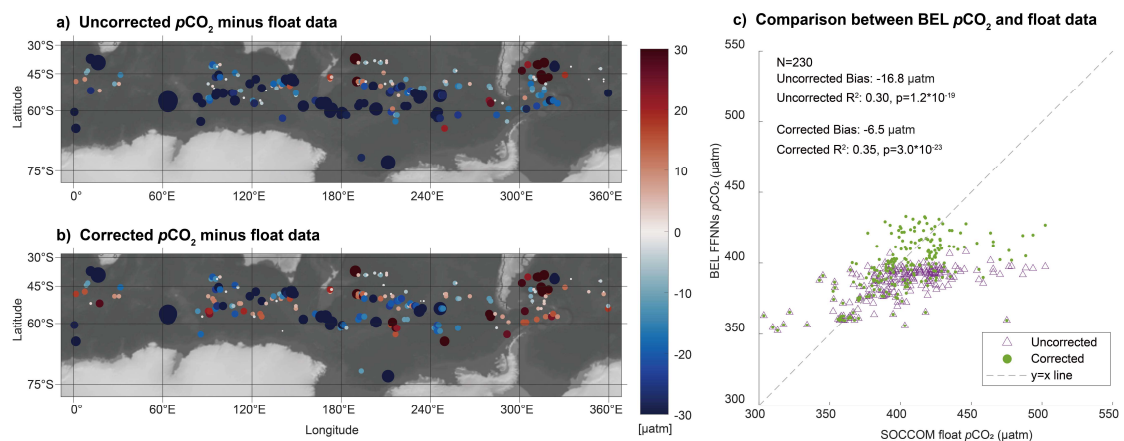 a) Uncorrected pCO₂ minus float data
30°S
45°S
60°S
75°S
Latitude
0°
60°E
120°E
180°E
240°E
300°E
360°E
b) Corrected pCO₂ minus float data
30°S
45°S
60°S
75°S
Latitude
0°
60°E
120°E
180°E
240°E
300°E
360°E
Longitude
30
20
10
0
-10
-20
-30
[µatm]
c) Comparison between BEL pCO₂ and float data
550
500
450
400
350
300
BEL FFNNs pCO₂ (µatm)
N=230
Uncorrected Bias: -16.8 µatm
Uncorrected R²: 0.30, p=1.2*10⁻¹⁹
Corrected Bias: -6.5 µatm
Corrected R²: 0.35, p=3.0*10⁻²³
Uncorrected
Corrected
y=x line
300
350
400
450
500
550
SOCCOM float pCO₂ (µatm)